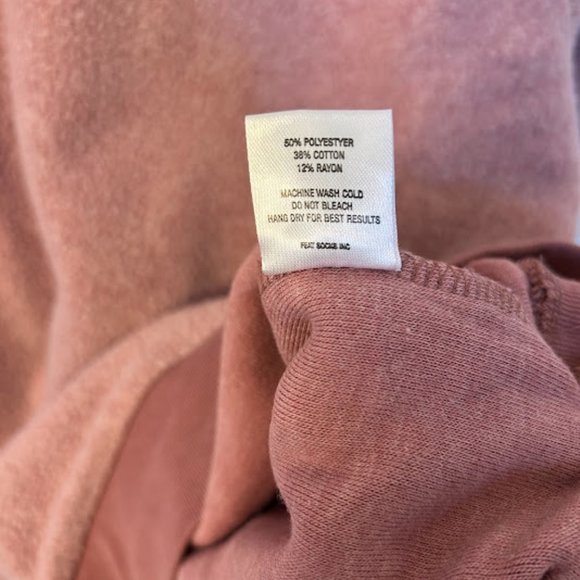 50% POLYESTYER
38% COTTON
12% RAYON
MACHINE WASH COLD
DO NOT BLEACH
HANG DRY FOR BEST RESULTS
FEAT SOCKS INC